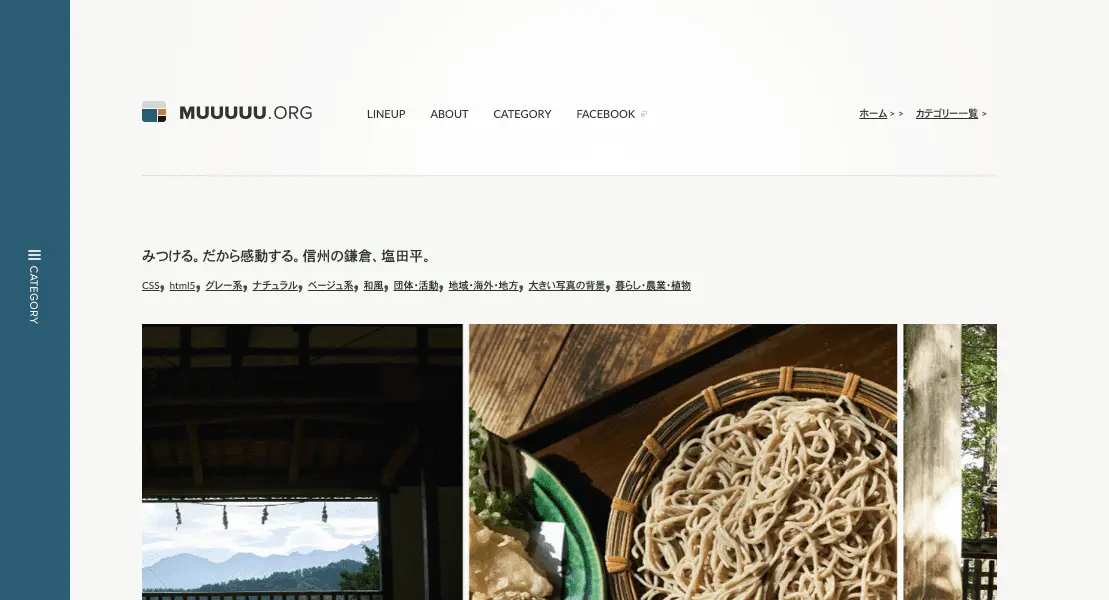 MUUUUU.ORG
LINEUP ABOUT CATEGORY FACEBOOK
ホーム > > カテゴリー一覧 >
CATEGORY
みつける。だから感動する。信州の鎌倉、塩田平。
CSS, html5, グレー系, ナチュラル, ベージュ系, 和風, 団体・活動, 地域・海外・地方, 大きい写真の背景, 暮らし・農業・植物